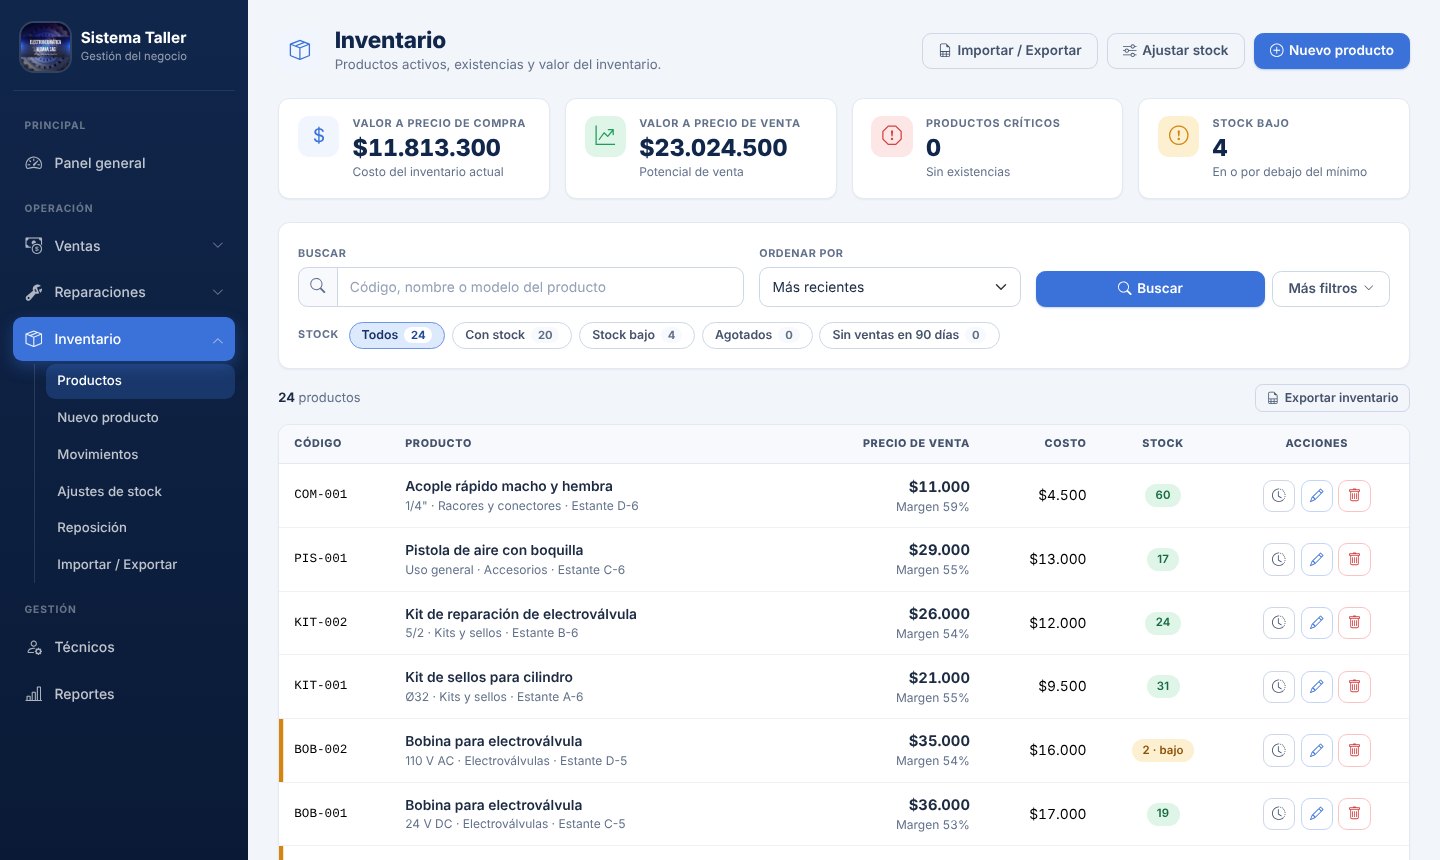 Sistema Taller
Gestión del negocio
PRINCIPAL
Panel general
OPERACIÓN
Ventas
Reparaciones
Inventario
Productos
Nuevo producto
Movimientos
Ajustes de stock
Reposición
Importar / Exportar
GESTIÓN
Técnicos
Reportes
Inventario
Productos activos, existencias y valor del inventario.
Importar / Exportar
Ajustar stock
Nuevo producto
VALOR A PRECIO DE COMPRA
$11.813.300
Costo del inventario actual
VALOR A PRECIO DE VENTA
$23.024.500
Potencial de venta
PRODUCTOS CRÍTICOS
0
Sin existencias
STOCK BAJO
4
En o por debajo del mínimo
BUSCAR
Código, nombre o modelo del producto
ORDENAR POR
Más recientes
Buscar
Más filtros
STOCK Todos 24 Con stock 20 Stock bajo 4 Agotados 0 Sin ventas en 90 días 0
24 productos
Exportar inventario
CÓDIGO PRODUCTO PRECIO DE VENTA COSTO STOCK ACCIONES
COM-001 Acople rápido macho y hembra $11.000 $4.500 60
1/4" · Racores y conectores · Estante D-6 Margen 59%
PIS-001 Pistola de aire con boquilla $29.000 $13.000 17
Uso general · Accesorios · Estante C-6 Margen 55%
KIT-002 Kit de reparación de electroválvula $26.000 $12.000 24
5/2 · Kits y sellos · Estante B-6 Margen 54%
KIT-001 Kit de sellos para cilindro $21.000 $9.500 31
Ø32 · Kits y sellos · Estante A-6 Margen 55%
BOB-002 Bobina para electroválvula $35.000 $16.000 2 · bajo
110 V AC · Electroválvulas · Estante D-5 Margen 54%
BOB-001 Bobina para electroválvula $36.000 $17.000 19
24 V DC · Electroválvulas · Estante C-5 Margen 53%